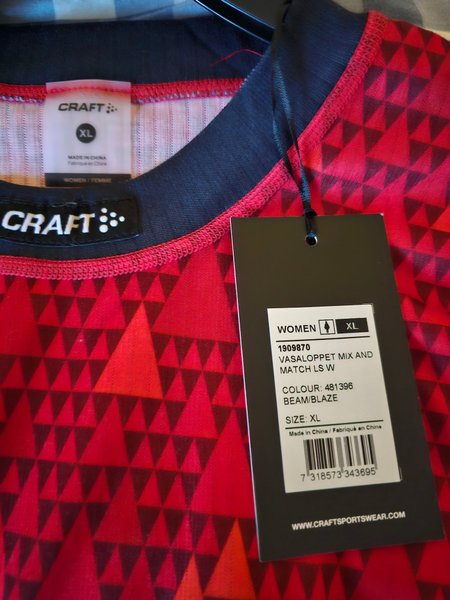 CRAFT
XL
MADE IN CHINA
Fabriqué en Chine
WOMEN / FEMME
CRAFT
WOMEN XL
1909870
VASALOPPET MIX AND
MATCH LS W
COLOUR: 481396
BEAM/BLAZE
SIZE: XL
Made in China / Fabriqué en China
7 318573 343695
WWW.CRAFTSPORTSWEAR.COM